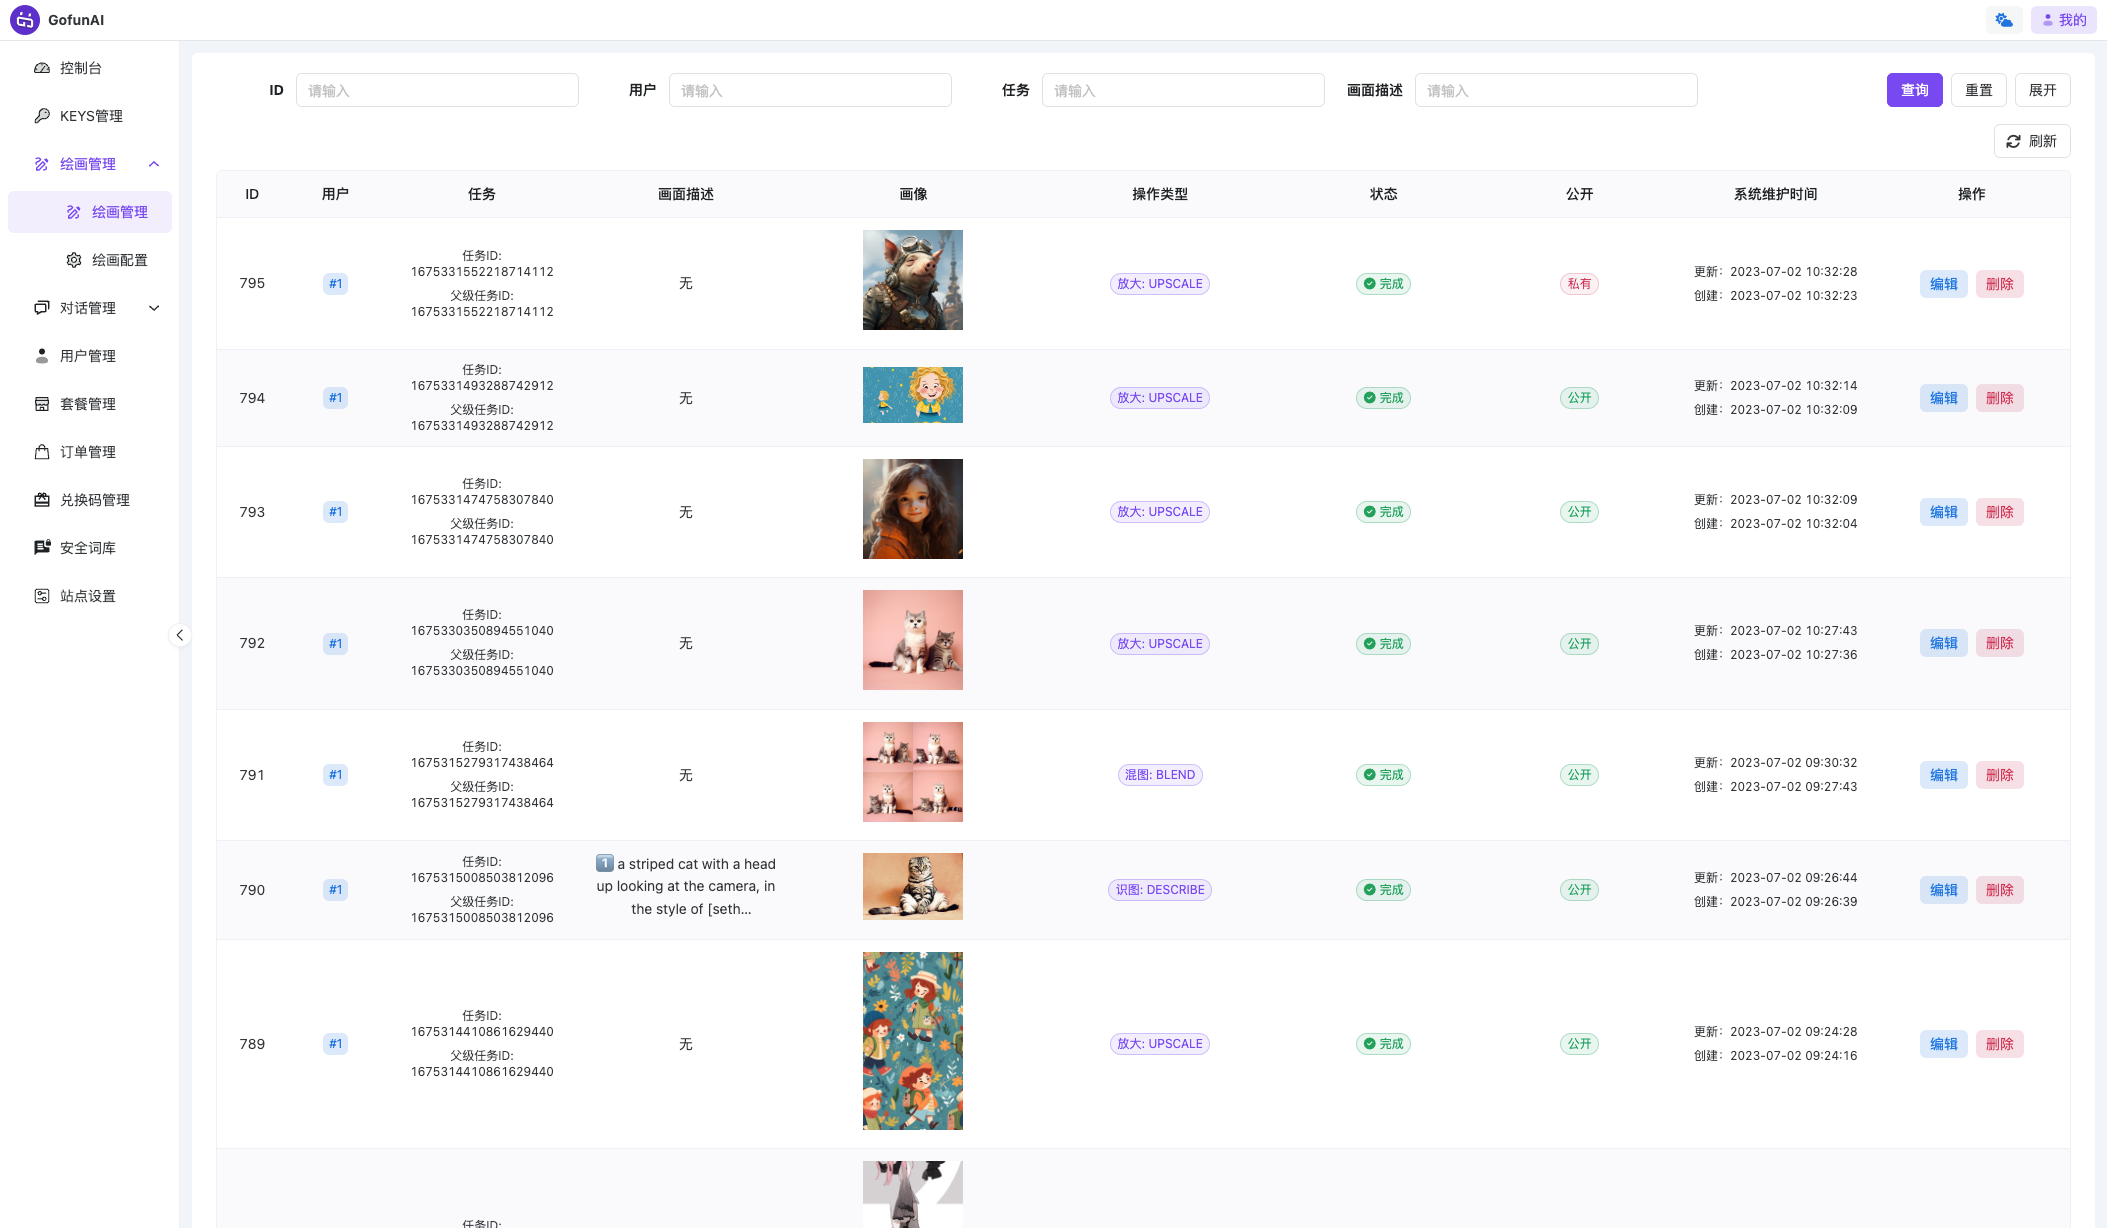 GofunAI
我的
控制台
KEYS管理
绘画管理
绘画管理
绘画配置
对话管理
用户管理
套餐管理
订单管理
兑换码管理
安全词库
站点设置
ID 请输入 用户 请输入 任务 请输入 画面描述 请输入 查询 重置 展开
刷新
ID 用户 任务 画面描述 画像 操作类型 状态 公开 系统维护时间 操作
795 #1
任务ID:
1675331552218714112
父级任务ID:
1675331552218714112
无 放大: UPSCALE 完成 私有
更新：2023-07-02 10:32:28
创建：2023-07-02 10:32:23
编辑 删除
794 #1
任务ID:
1675331493288742912
父级任务ID:
1675331493288742912
无 放大: UPSCALE 完成 公开
更新：2023-07-02 10:32:14
创建：2023-07-02 10:32:09
编辑 删除
793 #1
任务ID:
1675331474758307840
父级任务ID:
1675331474758307840
无 放大: UPSCALE 完成 公开
更新：2023-07-02 10:32:09
创建：2023-07-02 10:32:04
编辑 删除
792 #1
任务ID:
1675330350894551040
父级任务ID:
1675330350894551040
无 放大: UPSCALE 完成 公开
更新：2023-07-02 10:27:43
创建：2023-07-02 10:27:36
编辑 删除
791 #1
任务ID:
1675315279317438464
父级任务ID:
1675315279317438464
无 混图: BLEND 完成 公开
更新：2023-07-02 09:30:32
创建：2023-07-02 09:27:43
编辑 删除
790 #1
任务ID:
1675315008503812096
父级任务ID:
1675315008503812096
1️⃣ a striped cat with a head
up looking at the camera, in
the style of [seth...
识图: DESCRIBE 完成 公开
更新：2023-07-02 09:26:44
创建：2023-07-02 09:26:39
编辑 删除
789 #1
任务ID:
1675314410861629440
父级任务ID:
1675314410861629440
无 放大: UPSCALE 完成 公开
更新：2023-07-02 09:24:28
创建：2023-07-02 09:24:16
编辑 删除
任务ID: